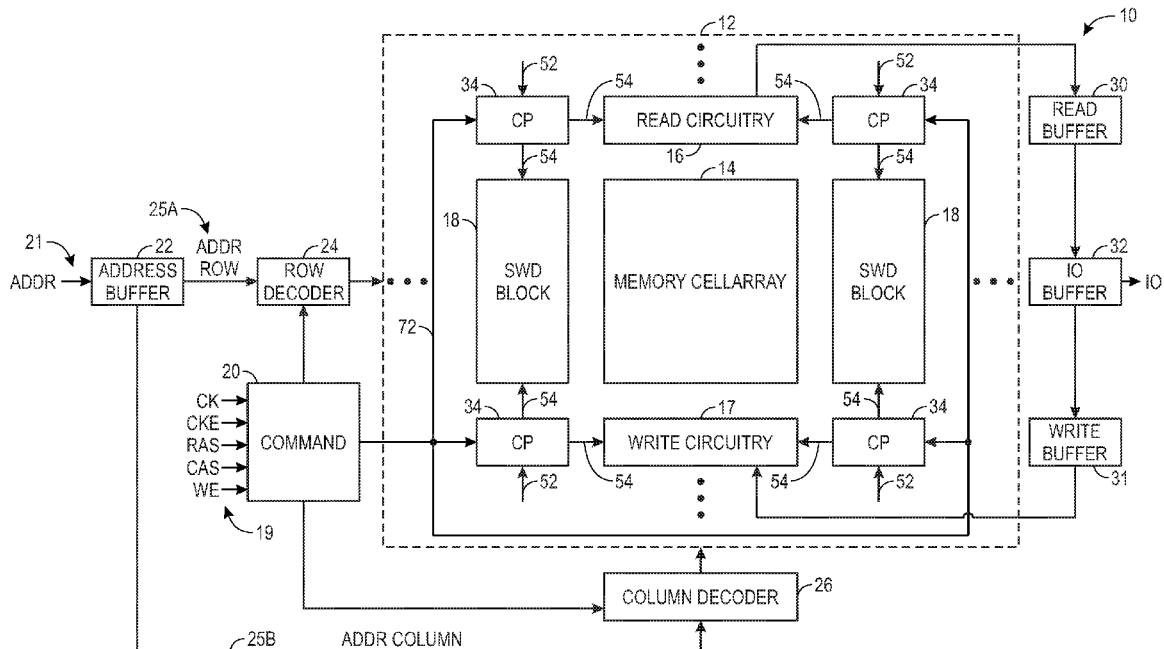 12
10
52
34
54
CP
READ CIRCUITRY
16
54
54
52
34
CP
54
30
READ
BUFFER
14
MEMORY CELLARRAY
18
SWD
BLOCK
18
SWD
BLOCK
25A
21
ADDR
22
ADDRESS
BUFFER
ADDR
ROW
24
ROW
DECODER
32
IO
BUFFER
IO
72
20
CK
CKE
RAS
CAS
WE
19
COMMAND
34
54
CP
54
52
17
WRITE CIRCUITRY
54
34
CP
54
52
WRITE
BUFFER
31
COLUMN DECODER
26
25B
ADDR COLUMN